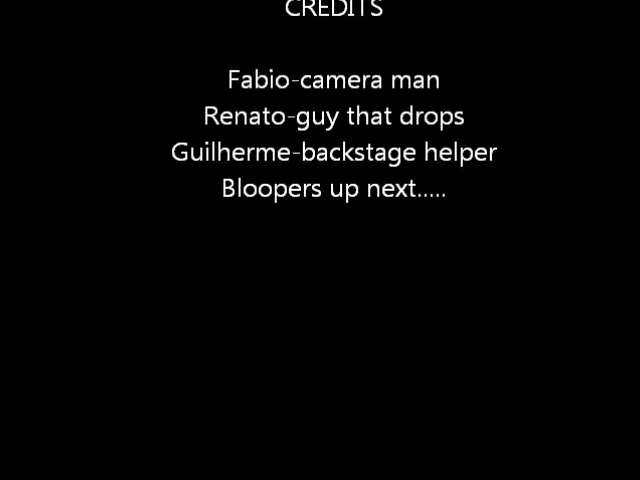 CREDITS
Fabio-camera man
Renato-guy that drops
Guilherme-backstage helper
Bloopers up next.....